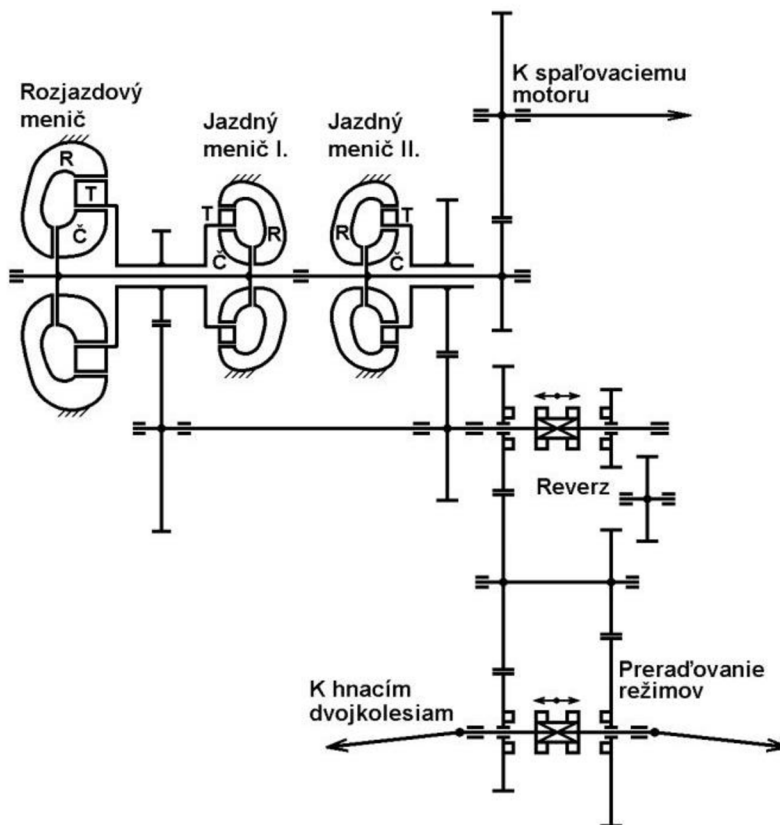 K spaľovaciemu
motoru
Rozjazdový
menič
Jazdný
menič I.
Jazdný
menič II.
R
T
Č
T
R
Č
R
T
Č
Reverz
Preraďovanie
režimov
K hnacím
dvojkolesiam